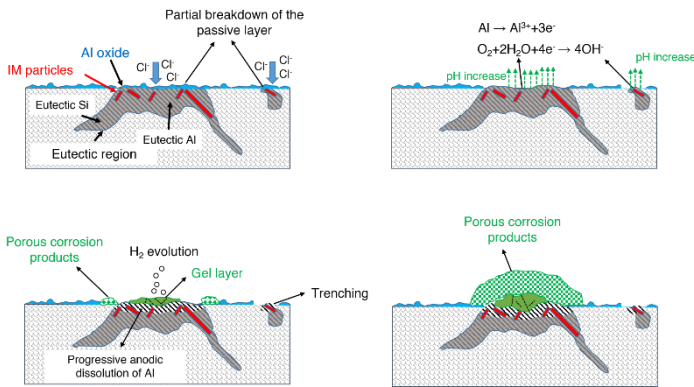 Partial breakdown of the
passive layer
Cl⁻
Cl⁻
Cl⁻
Al oxide
IM particles
Eutectic Si
Eutectic region
Eutectic Al
Cl⁻
Cl⁻
Cl⁻
Al → Al³⁺+3e⁻
O₂+2H₂O+4e⁻ → 4OH⁻
pH increase
pH increase
Porous corrosion
products
H₂ evolution
Gel layer
Trenching
Progressive anodic
dissolution of Al
Porous corrosion
products